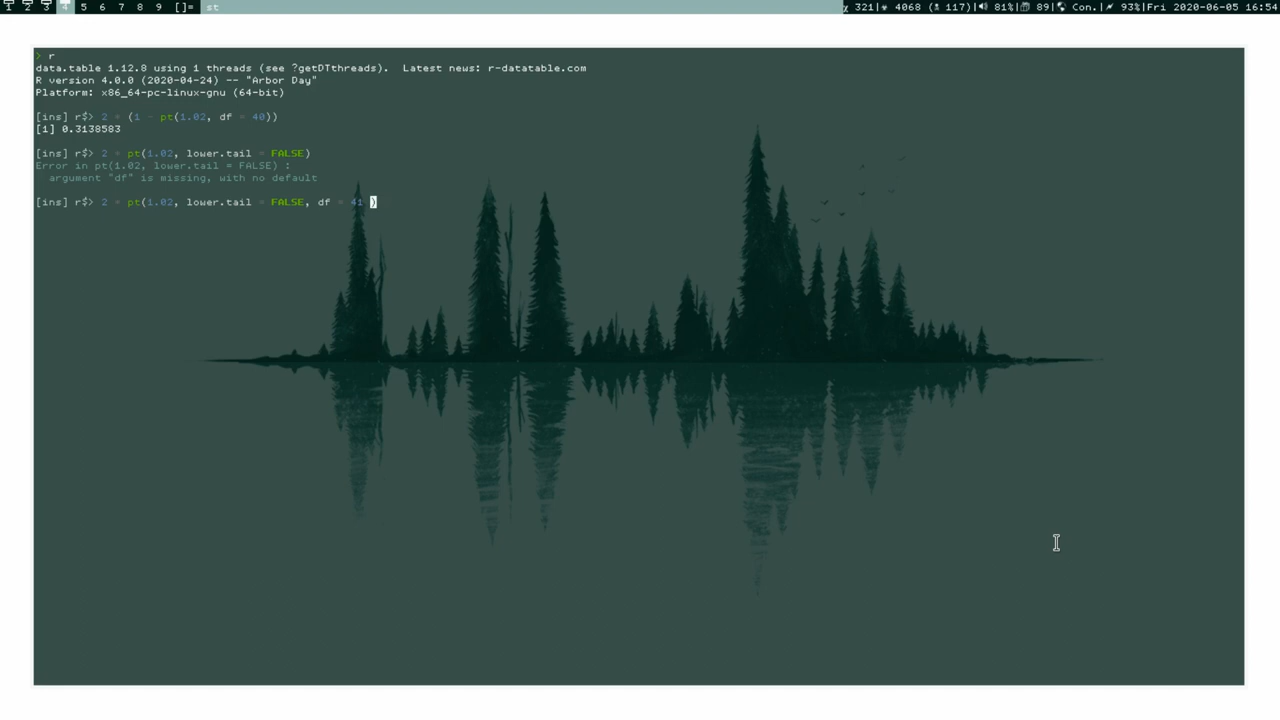 1 2 3 4 5 6 7 8 9 []= st
321| 4068 ( 117)| 81%| 89| Con.| 93%|Fri 2020-06-05 16:54
> r
data.table 1.12.8 using 1 threads (see ?getDTthreads).  Latest news: r-datatable.com
R version 4.0.0 (2020-04-24) -- "Arbor Day"
Platform: x86_64-pc-linux-gnu (64-bit)
[ins] r$> 2 * (1 - pt(1.02, df = 40))
[1] 0.3138583
[ins] r$> 2 * pt(1.02, lower.tail = FALSE)
Error in pt(1.02, lower.tail = FALSE) :
argument "df" is missing, with no default
[ins] r$> 2 * pt(1.02, lower.tail = FALSE, df = 41 )